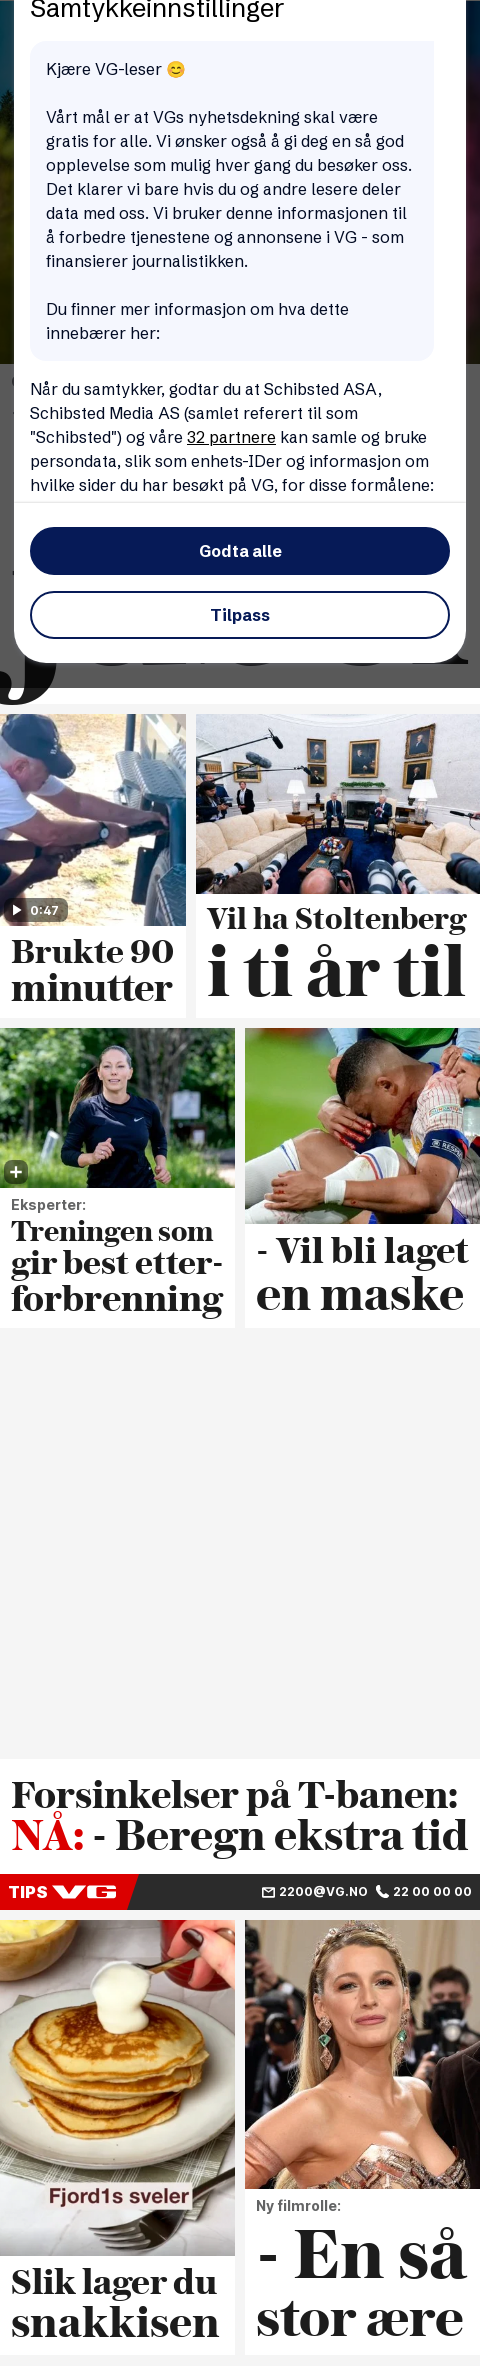 Samtykkeinnstillinger
Kjære VG-leser 😊
Vårt mål er at VGs nyhetsdekning skal være
gratis for alle. Vi ønsker også å gi deg en så god
opplevelse som mulig hver gang du besøker oss.
Det klarer vi bare hvis du og andre lesere deler
data med oss. Vi bruker denne informasjonen til
å forbedre tjenestene og annonsene i VG - som
finansierer journalistikken.
Du finner mer informasjon om hva dette
innebærer her:
Når du samtykker, godtar du at Schibsted ASA,
Schibsted Media AS (samlet referert til som
"Schibsted") og våre 32 partnere kan samle og bruke
persondata, slik som enhets-IDer og informasjon om
hvilke sider du har besøkt på VG, for disse formålene:
Godta alle
Tilpass
0:47
Brukte 90
minutter
Vil ha Stoltenberg
i ti år til
Eksperter:
Treningen som
gir best etter-
forbrenning
- Vil bli laget
en maske
Forsinkelser på T-banen:
NÅ: - Beregn ekstra tid
TIPS VG 2200@VG.NO 22 00 00 00
Fjord1s sveler
Slik lager du
snakkisen
Ny filmrolle:
- En så
stor ære